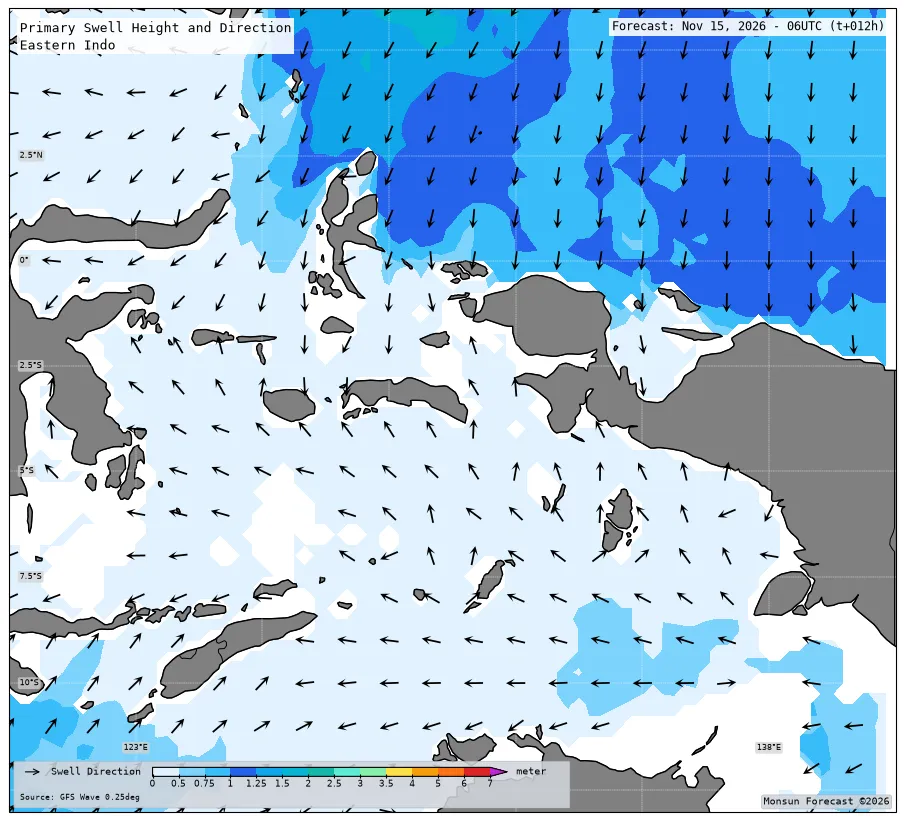 Primary Swell Height and Direction
Eastern Indo
Forecast: Nov 15, 2026 - 06UTC (t+012h)
2.5°N
0°
2.5°S
5°S
7.5°S
10°S
123°E
138°E
Swell Direction
0 0.5 0.75 1 1.25 1.5 2 2.5 3 3.5 4 5 6 7
meter
Source: GFS Wave 0.25deg
Monsun Forecast ©2026